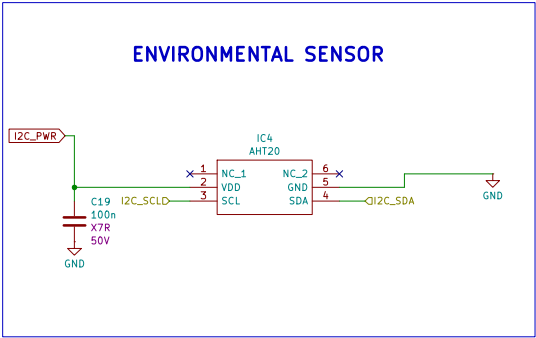 ENVIRONMENTAL SENSOR
I2C_PWR
IC4
AHT20
1 NC_1 NC_2 6
2 VDD GND 5
I2C_SCL 3 SCL SDA 4 I2C_SDA
GND
C19
100n
X7R
50V
GND